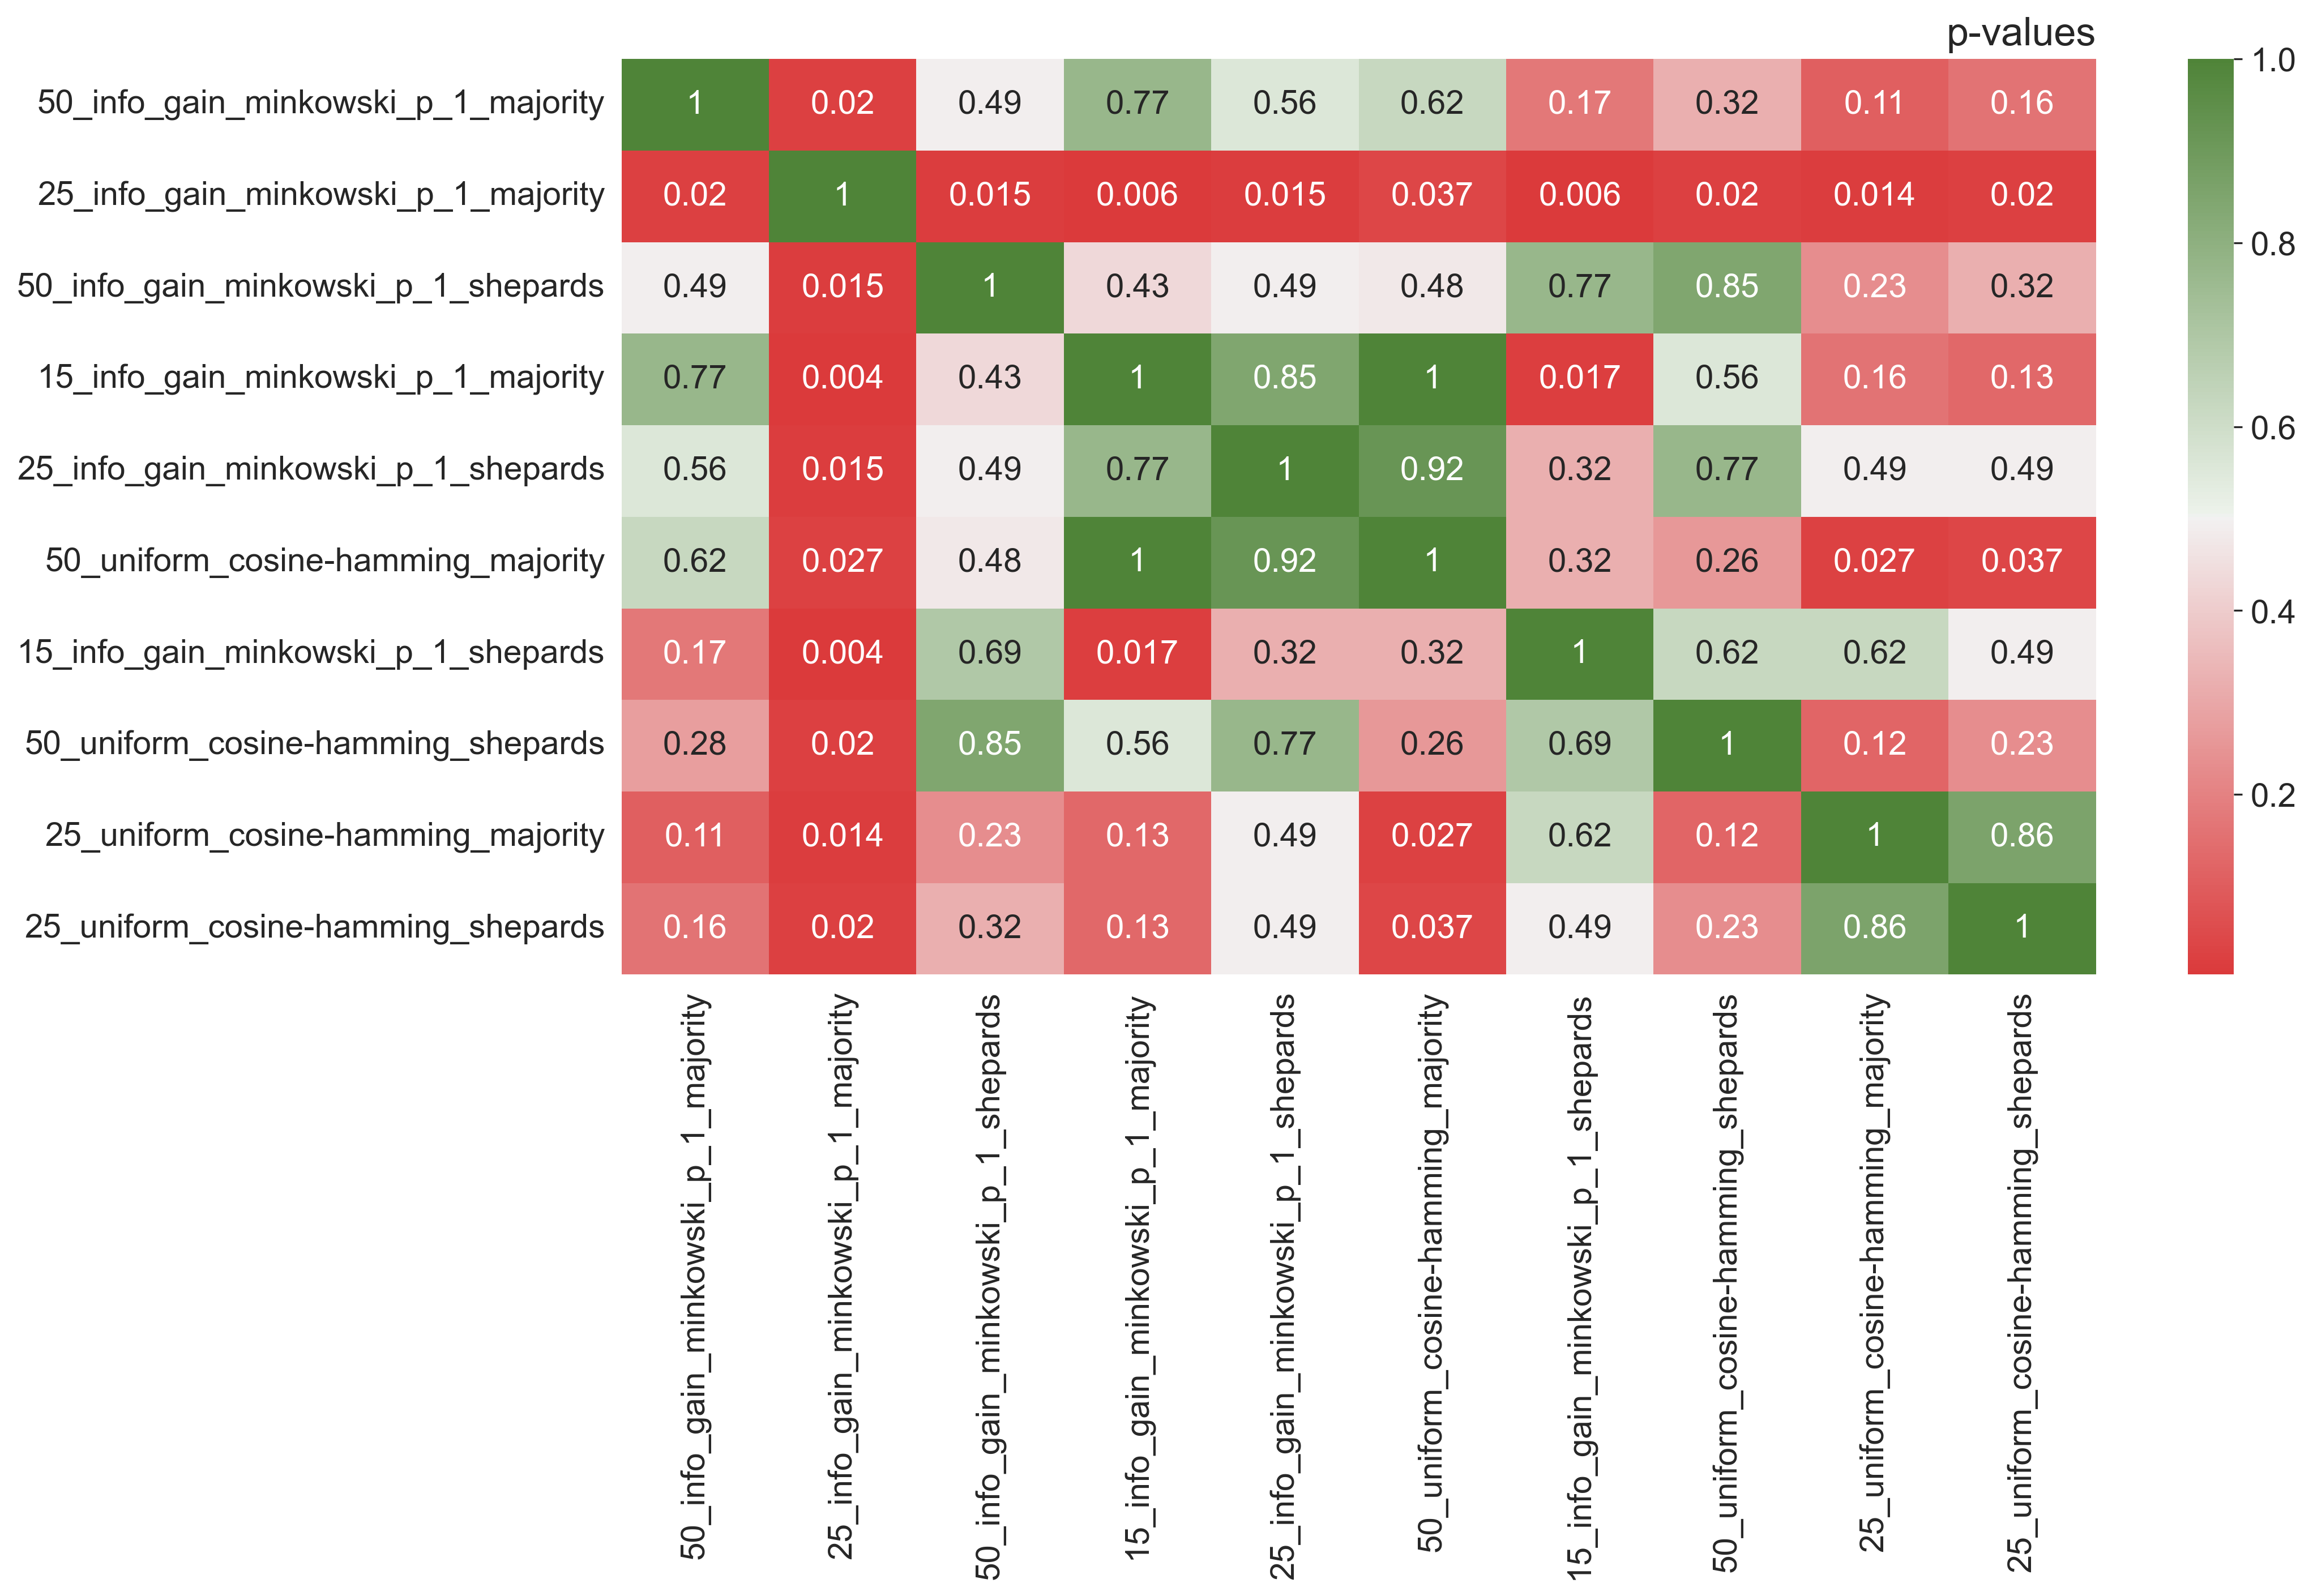 p-values
50_info_gain_minkowski_p_1_majority 1 0.02 0.49 0.77 0.56 0.62 0.17 0.32 0.11 0.16
25_info_gain_minkowski_p_1_majority 0.02 1 0.015 0.006 0.015 0.037 0.006 0.02 0.014 0.02
50_info_gain_minkowski_p_1_shepards 0.49 0.015 1 0.43 0.49 0.48 0.77 0.85 0.23 0.32
15_info_gain_minkowski_p_1_majority 0.77 0.004 0.43 1 0.85 1 0.017 0.56 0.16 0.13
25_info_gain_minkowski_p_1_shepards 0.56 0.015 0.49 0.77 1 0.92 0.32 0.77 0.49 0.49
50_uniform_cosine-hamming_majority 0.62 0.027 0.48 1 0.92 1 0.32 0.26 0.027 0.037
15_info_gain_minkowski_p_1_shepards 0.17 0.004 0.69 0.017 0.32 0.32 1 0.62 0.62 0.49
50_uniform_cosine-hamming_shepards 0.28 0.02 0.85 0.56 0.77 0.26 0.69 1 0.12 0.23
25_uniform_cosine-hamming_majority 0.11 0.014 0.23 0.13 0.49 0.027 0.62 0.12 1 0.86
25_uniform_cosine-hamming_shepards 0.16 0.02 0.32 0.13 0.49 0.037 0.49 0.23 0.86 1
50_info_gain_minkowski_p_1_majority
25_info_gain_minkowski_p_1_majority
50_info_gain_minkowski_p_1_shepards
15_info_gain_minkowski_p_1_majority
25_info_gain_minkowski_p_1_shepards
50_uniform_cosine-hamming_majority
15_info_gain_minkowski_p_1_shepards
50_uniform_cosine-hamming_shepards
25_uniform_cosine-hamming_majority
25_uniform_cosine-hamming_shepards
1.0
0.8
0.6
0.4
0.2